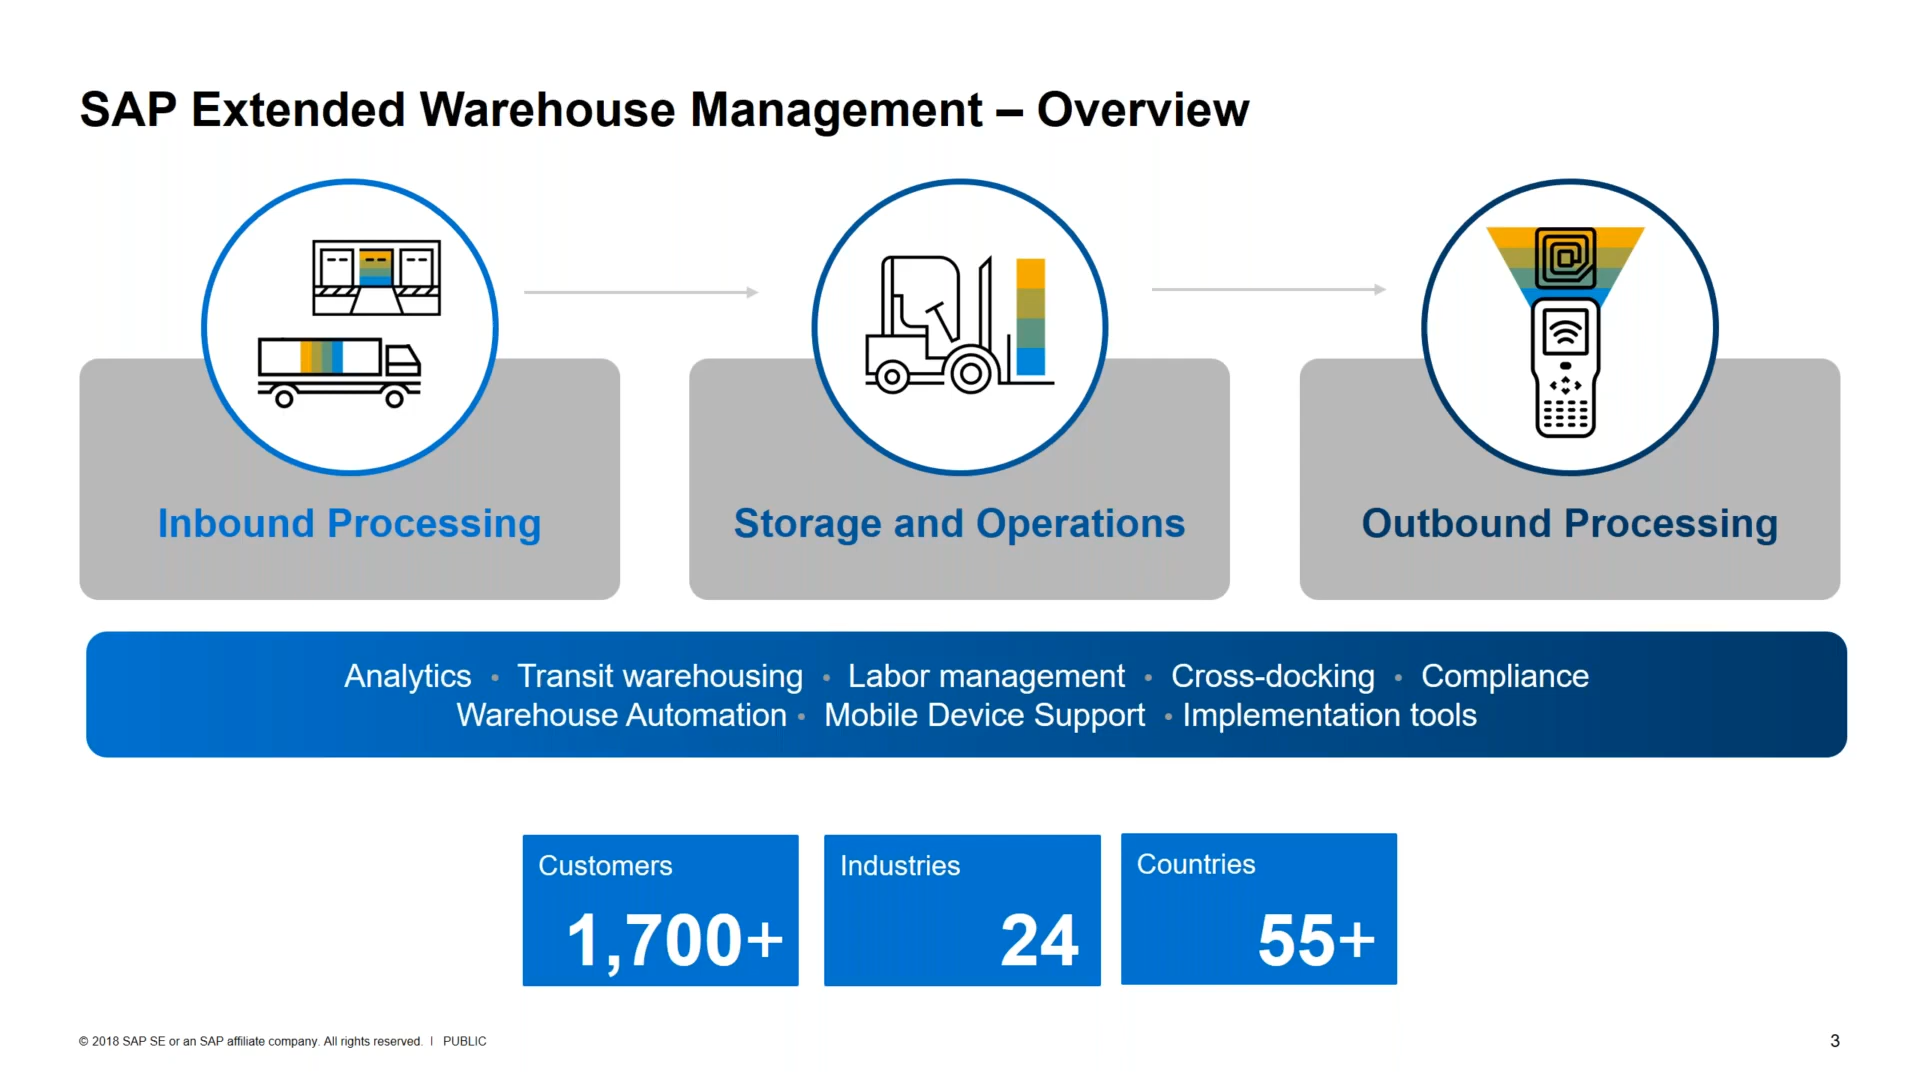 SAP Extended Warehouse Management – Overview
Inbound Processing
Storage and Operations
Outbound Processing
Analytics • Transit warehousing • Labor management • Cross-docking • Compliance
Warehouse Automation • Mobile Device Support • Implementation tools
Customers
1,700+
Industries
24
Countries
55+
© 2018 SAP SE or an SAP affiliate company. All rights reserved. | PUBLIC
3